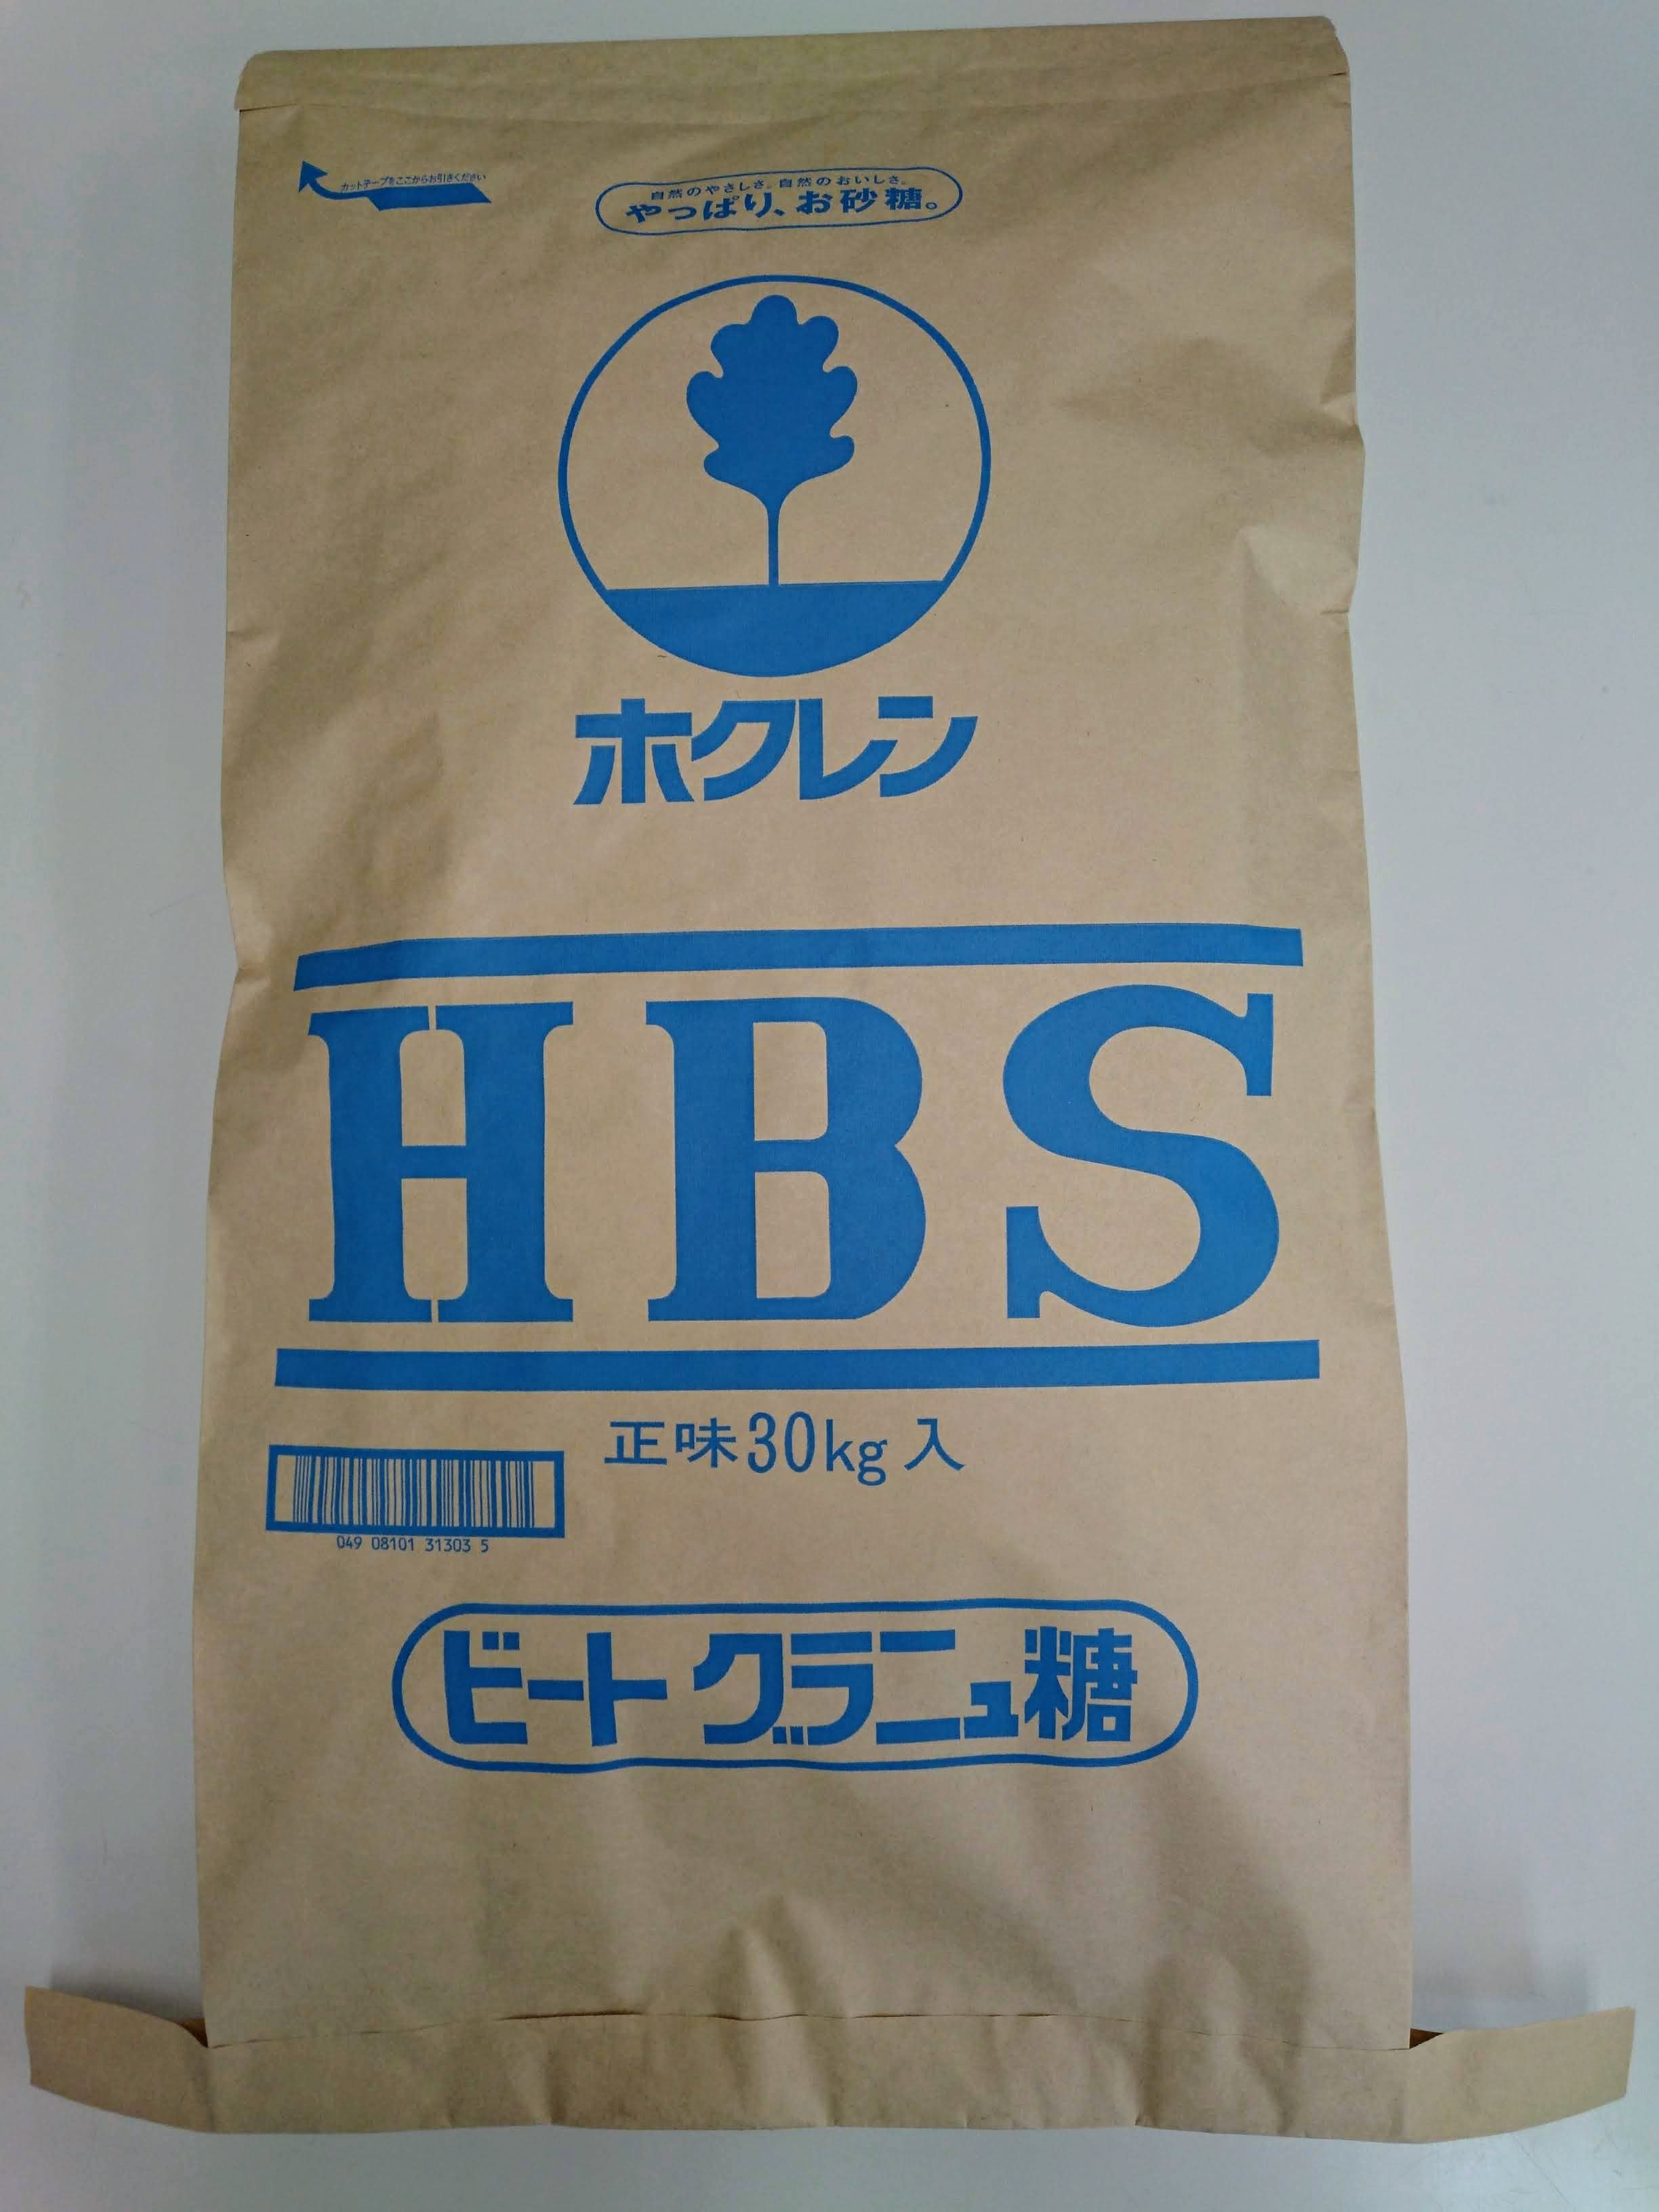 カットテープをここからお引きください
自然のやさしさ。自然のおいしさ。
やっぱり、お砂糖。
ホクレン
HBS
正味30kg入
049 08101 31303 5
ビートグラニュ糖